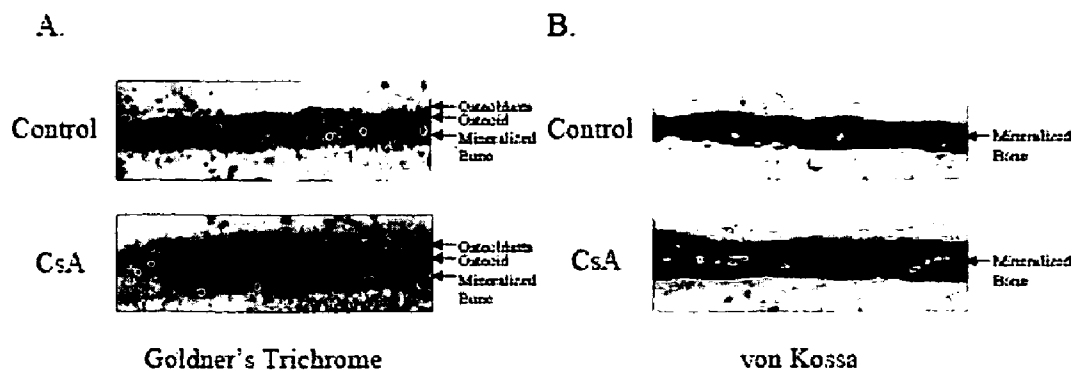 A.
B.
Control
Osteoblasts
Osteoid
Mineralized
Bone
Control
Mineralized
Bone
CsA
Osteoblasts
Osteoid
Mineralized
Bone
CsA
Mineralized
Bone
Goldner's Trichrome
von Kossa